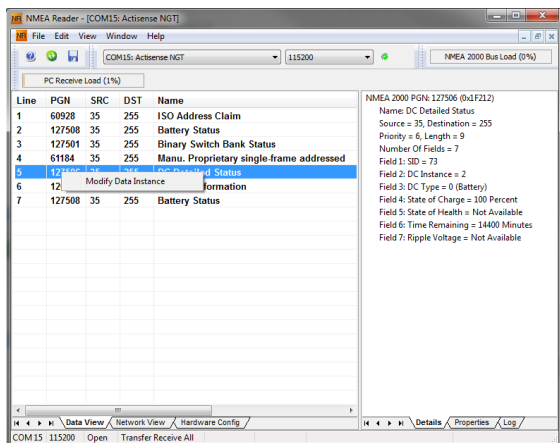 NMEA Reader - [COM15: Actisense NGT]
File Edit View Window Help
COM15: Actisense NGT 115200 NMEA 2000 Bus Load (0%)
PC Receive Load (1%)
Line PGN SRC DST Name
1 60928 35 255 ISO Address Claim
2 127508 35 255 Battery Status
3 127501 35 255 Binary Switch Bank Status
4 61184 35 255 Manu. Proprietary single-frame addressed
5 127506 35 255 DC Detailed Status
Modify Data Instance
6
7 127508 35 255 Battery Status
NMEA 2000 PGN: 127506 (0x1F212)
Name: DC Detailed Status
Source = 35, Destination = 255
Priority = 6, Length = 9
Number Of Fields = 7
Field 1: SID = 73
Field 2: DC Instance = 2
Field 3: DC Type = 0 (Battery)
Field 4: State of Charge = 100 Percent
Field 5: State of Health = Not Available
Field 6: Time Remaining = 14400 Minutes
Field 7: Ripple Voltage = Not Available
Data View Network View Hardware Config
Details Properties Log
COM15 115200 Open Transfer Receive All